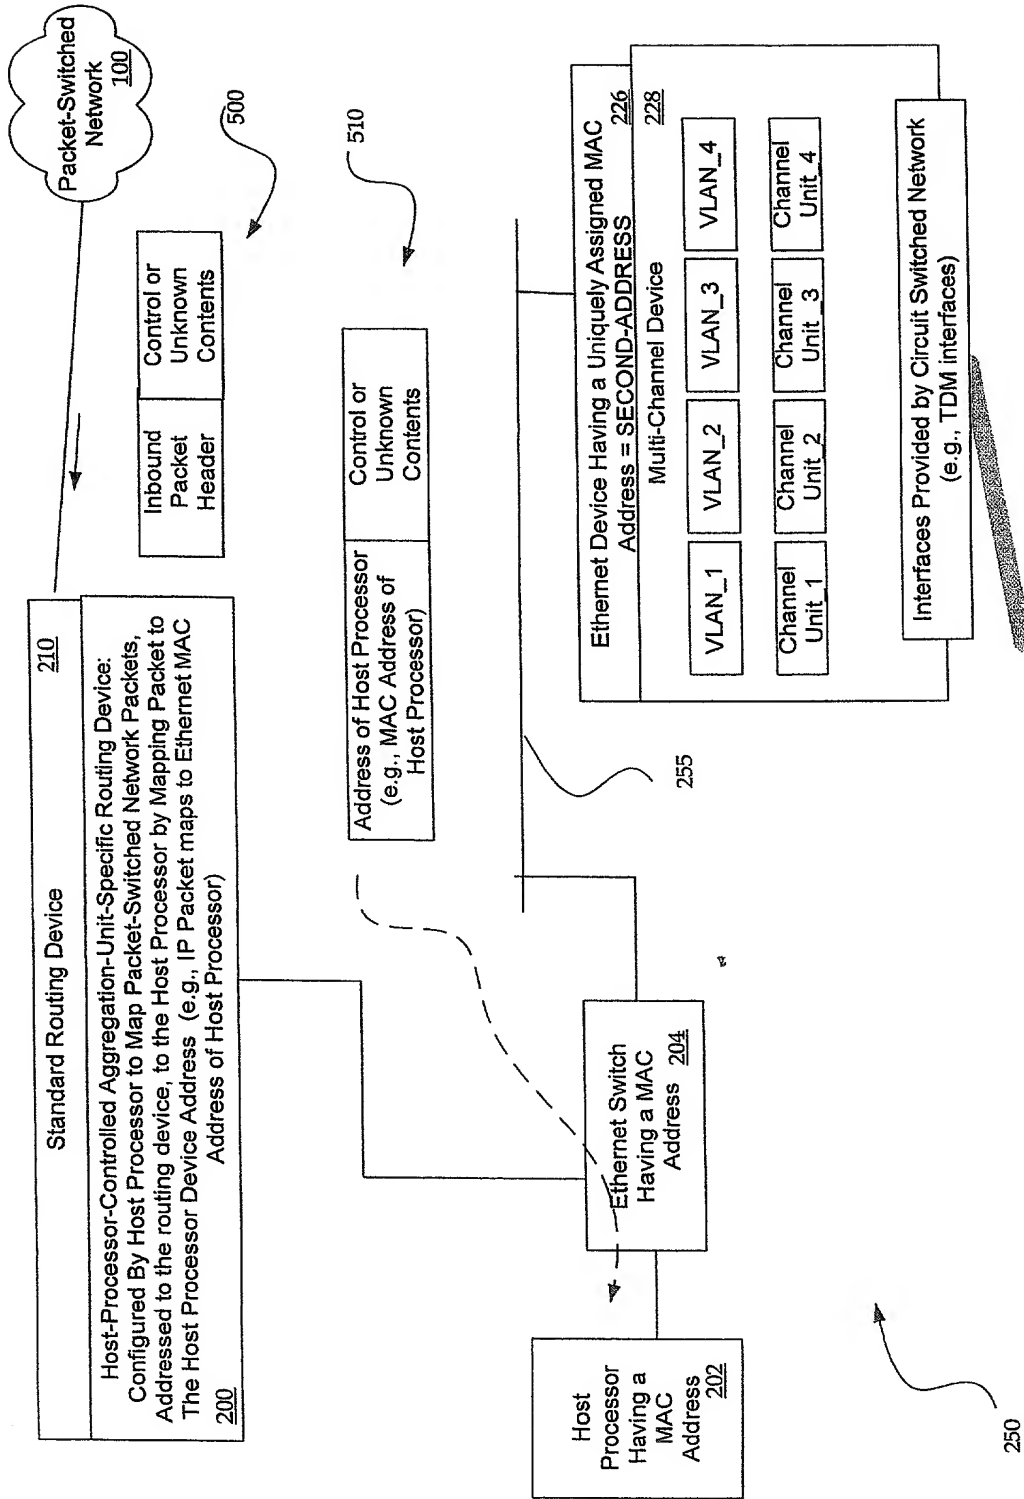 Packet-Switched
Network
100
Standard Routing Device
210
Host-Processor-Controlled Aggregation-Unit-Specific Routing Device:
Configured By Host Processor to Map Packet-Switched Network Packets,
Addressed to the routing device, to the Host Processor by Mapping Packet to
The Host Processor Device Address (e.g., IP Packet maps to Ethernet MAC
Address of Host Processor)
200
Inbound
Packet
Header
Control or
Unknown
Contents
500
Address of Host Processor
(e.g., MAC Address of
Host Processor)
Control or
Unknown
Contents
510
255
Host
Processor
Having a
MAC
Address
202
Ethernet Switch
Having a MAC
Address 204
Ethernet Device Having a Uniquely Assigned MAC
Address = SECOND-ADDRESS
226
Multi-Channel Device
228
VLAN_1
VLAN_2
VLAN_3
VLAN_4
Channel
Unit_1
Channel
Unit_2
Channel
Unit_3
Channel
Unit_4
Interfaces Provided by Circuit Switched Network
(e.g., TDM interfaces)
250